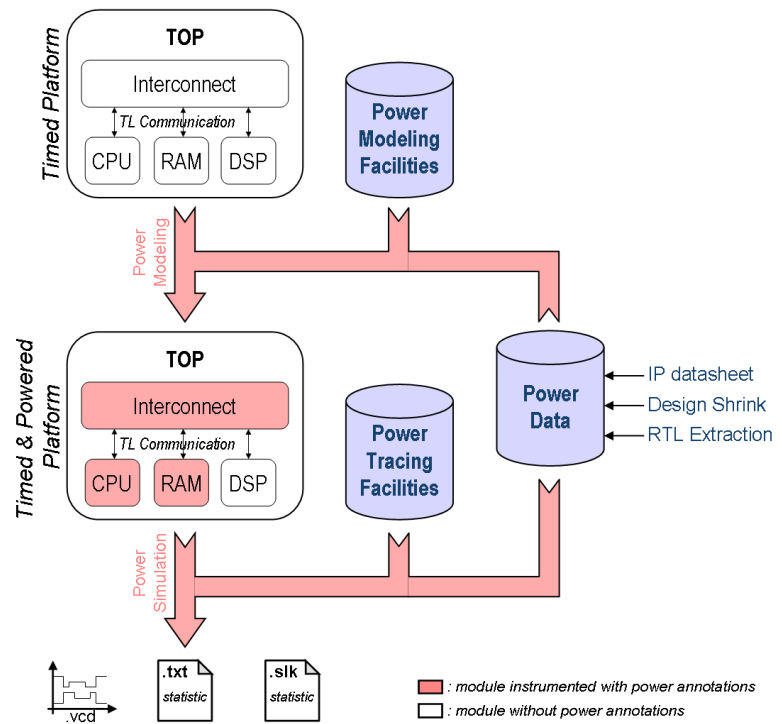 Timed Platform
TOP
Interconnect
TL Communication
CPU
RAM
DSP
Power
Modeling
Facilities
Power
Modeling
Timed & Powered
Platform
TOP
Interconnect
TL Communication
CPU
RAM
DSP
Power
Tracing
Facilities
Power
Data
IP datasheet
Design Shrink
RTL Extraction
Power
Simulation
.vcd
.txt
statistic
.slk
statistic
: module instrumented with power annotations
: module without power annotations